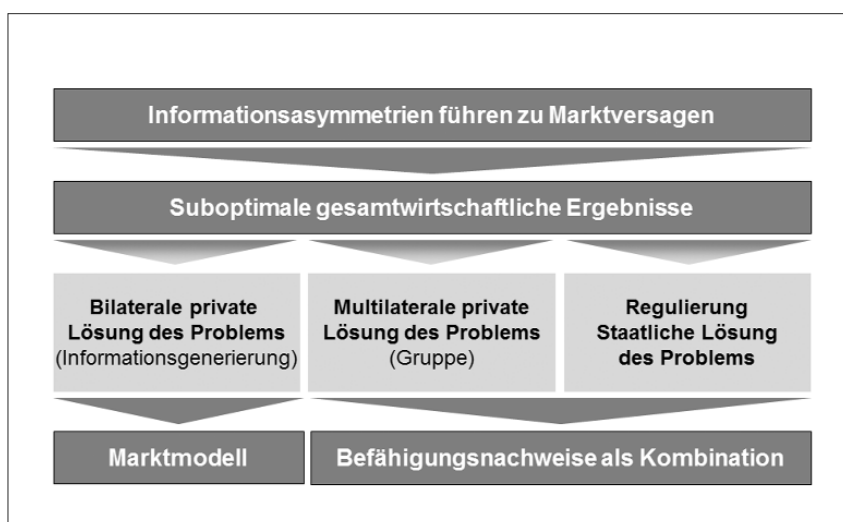 Informationsasymmetrien führen zu Marktversagen
Suboptimale gesamtwirtschaftliche Ergebnisse
Bilaterale private
Lösung des Problems
(Informationsgenerierung)
Multilaterale private
Lösung des Problems
(Gruppe)
Regulierung
Staatliche Lösung
des Problems
Marktmodell
Befähigungsnachweise als Kombination